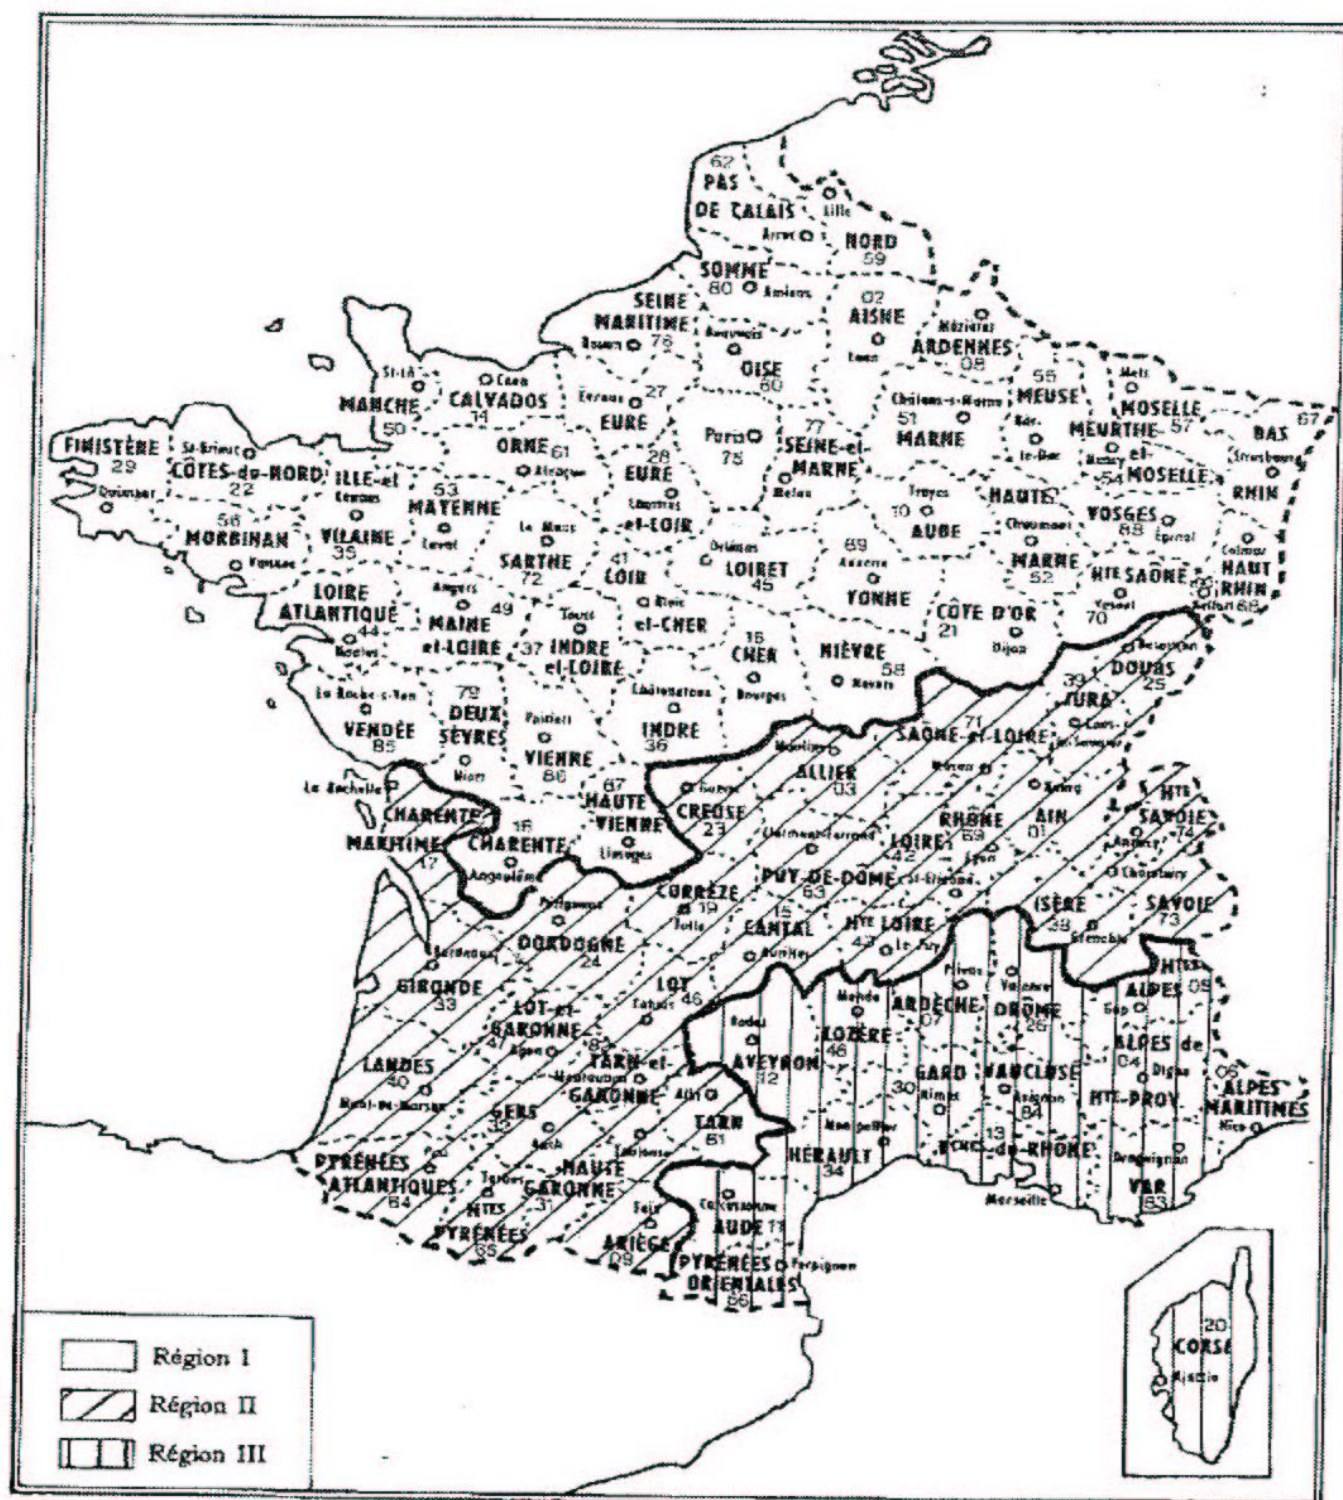 62
PAS
DE CALAIS
Lille
Arras
NORD
59
SOMME
80
Amiens
02
AISNE
Laon
Mézières
ARDENNES
08
SEINE
MARITIME
76
Rouen
Beauvais
OISE
60
55
MEUSE
Bar-
le-Duc
Metz
MOSELLE
57
BAS
67
Strasbourg
RHIN
St-Lô
MANCHE
50
Caen
CALVADOS
14
Evreux
27
EURE
Châlons-s-Marne
51
MARNE
MEURTHE
et-
MOSELLE
Nancy
54
FINISTÈRE
29
Quimper
St-Brieuc
CÔTES-du-NORD
22
ORNE
61
Alençon
Paris
75
77
SEINE-et
MARNE
Melun
28
EURE
Chartres
et-LOIR
ILLE-et
Rennes
VILAINE
35
53
MAYENNE
Laval
Troyes
10
AUBE
HAUTE
Chaumont
MARNE
52
VOSGES
88
Épinal
Colmar
HAUT
RHIN
68
56
MORBIHAN
Vannes
Le Mans
SARTHE
72
41
LOIR
Blois
et-CHER
Orléans
LOIRET
45
89
Auxerre
YONNE
HTE SAÔNE
Vesoul
70
Belfort
LOIRE
ATLANTIQUE
44
Nantes
Angers
49
MAINE
et-LOIRE
Tours
37
INDRE
et-LOIRE
CÔTE D'OR
21
Dijon
18
CHER
Bourges
NIÈVRE
58
Nevers
Besançon
DOUBS
25
39
JURA
Lons-
le-Saunier
La Roche-s-Yon
VENDÉE
85
79
DEUX
SÈVRES
Niort
Poitiers
VIENNE
86
Châteauroux
INDRE
36
71
SAÔNE-et-LOIRE
Mâcon
Moulins
ALLIER
03
La Rochelle
CHARENTE
MARITIME
17
16
CHARENTE
Angoulême
87
HAUTE
VIENNE
Limoges
Guéret
CREUSE
23
Bourg
AIN
01
RHÔNE
69
Lyon
LOIRE
42
St-Etienne
HTE
SAVOIE
74
Annecy
Clermont-Ferrand
PUY-DE-DÔME
63
Chambéry
SAVOIE
73
ISÈRE
38
Grenoble
CORRÈZE
19
Tulle
Périgueux
DORDOGNE
24
15
CANTAL
Aurillac
HTE LOIRE
43
Le Puy
Bordeaux
GIRONDE
33
LOT
46
Cahors
Privas
ARDÈCHE
07
Valence
DRÔME
26
HTES
05
ALPES
Gap
LOT-et
GARONNE
47
Agen
82
TARN-et-
GARONNE
Montauban
Rodez
AVEYRON
12
Mende
LOZÈRE
48
LANDES
40
Mont-de-Marsan
30
GARD
Nîmes
VAUCLUSE
Avignon
84
ALPES de
04
Digne
HTE-PROV
06
ALPES
MARITIMES
Nice
GERS
32
Auch
Albi
TARN
81
Toulouse
HAUTE
GARONNE
31
Montpellier
HÉRAULT
34
13
BCHES-du-RHÔNE
Marseille
Draguignan
VAR
83
Pau
PYRÉNÉES
ATLANTIQUES
64
Tarbes
HTES
PYRÉNÉES
65
Foix
ARIÈGE
09
Carcassonne
AUDE 11
PYRÉNÉES
ORIENTALES
66
Perpignan
20
CORSE
Ajaccio
Région I
Région II
Région III